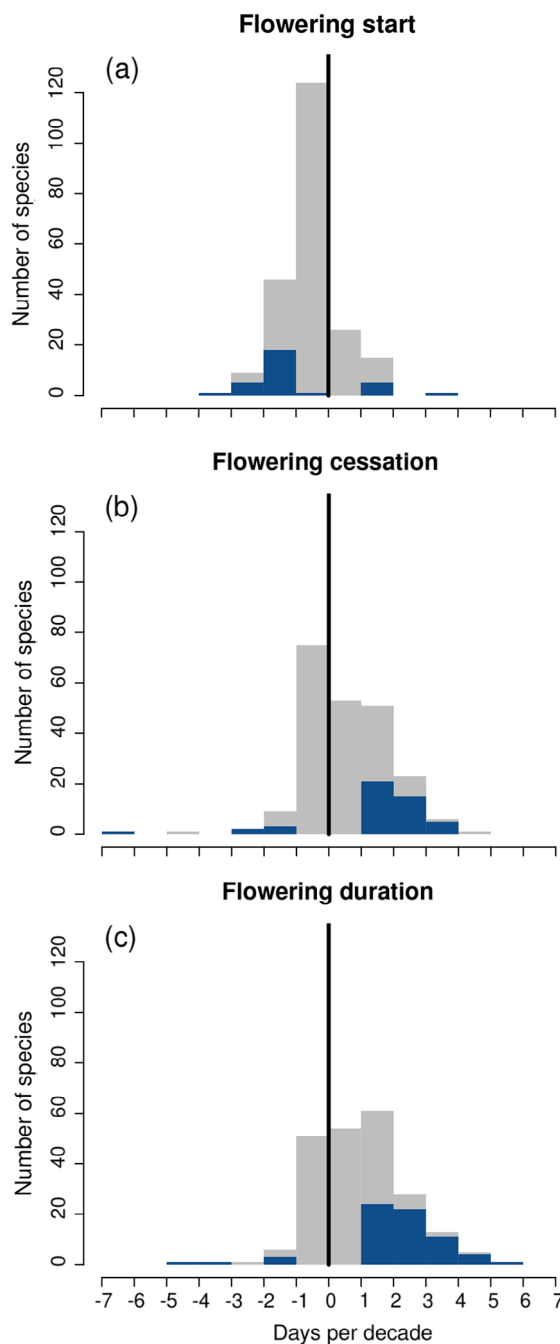 Flowering start
(a)
Number of species
0 20 40 60 80 100 120
Flowering cessation
(b)
Number of species
0 20 40 60 80 100 120
Flowering duration
(c)
Number of species
0 20 40 60 80 100 120
-7 -6 -5 -4 -3 -2 -1 0 1 2 3 4 5 6 7
Days per decade